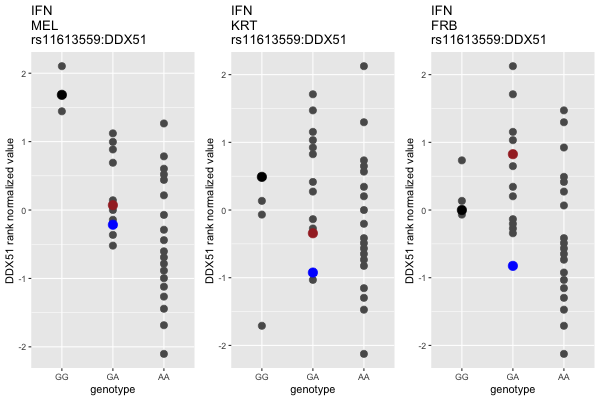 IFN
MEL
rs11613559:DDX51
DDX51 rank normalized value
2
1
0
-1
-2
GG GA AA
genotype
IFN
KRT
rs11613559:DDX51
DDX51 rank normalized value
2
1
0
-1
-2
GG GA AA
genotype
IFN
FRB
rs11613559:DDX51
DDX51 rank normalized value
2
1
0
-1
-2
GG GA AA
genotype